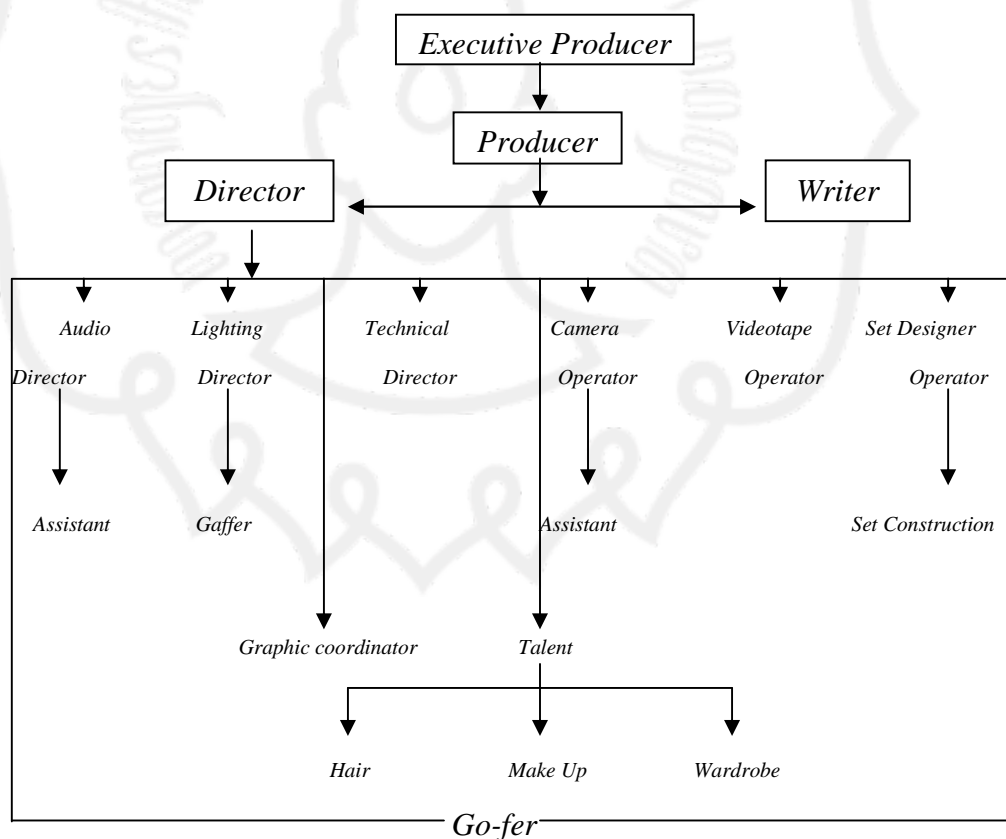 Executive Producer
Producer
Director Writer
Audio Lighting Technical Camera Videotape Set Designer
Director Director Director Operator Operator Operator
Assistant Gaffer Assistant Set Construction
Graphic coordinator Talent
Hair Make Up Wardrobe
Go-fer